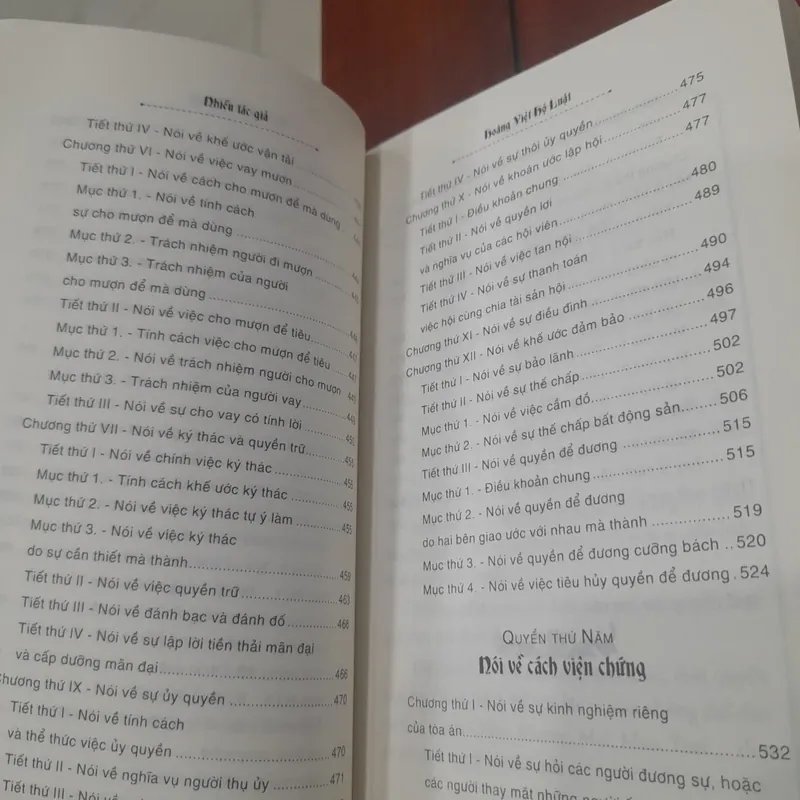 Nhiều tác giả
Tiết thứ IV - Nói về khế ước vận tải
Chương thứ VI - Nói về việc vay mượn
Tiết thứ I - Nói về cách cho mượn để mà dùng
Mục thứ 1. - Nói về tính cách
sự cho mượn để mà dùng
Mục thứ 2. - Trách nhiệm người đi mượn
Mục thứ 3. - Trách nhiệm của người
cho mượn để mà dùng
Tiết thứ II - Nói về việc cho mượn để tiêu
Mục thứ 1. - Tính cách việc cho mượn để tiêu
Mục thứ 2. - Nói về trách nhiệm người cho mượn
Mục thứ 3. - Trách nhiệm của người vay
Tiết thứ III - Nói về sự cho vay có tính lời
Chương thứ VII - Nói về ký thác và quyền trữ
Tiết thứ I - Nói về chính việc ký thác
Mục thứ 1. - Tính cách khế ước ký thác 455
Mục thứ 2. - Nói về việc ký thác tự ý làm 455
Mục thứ 3. - Nói về việc ký thác
do sự cần thiết mà thành 459
Tiết thứ II - Nói về việc quyền trữ 463
Tiết thứ III - Nói về đánh bạc và đánh đố 466
Tiết thứ IV - Nói về sự lập lời tiền thải mãn đại
và cấp dưỡng mãn đại 466
Chương thứ IX - Nói về sự ủy quyền 470
Tiết thứ I - Nói về tính cách
và thể thức việc ủy quyền 470
Tiết thứ II - Nói về nghĩa vụ người thụ ủy 471
Tiết thứ III - Nói về
Hoàng Việt Hộ Luật
Tiết thứ IV - Nói về sự thôi ủy quyền 475
Chương thứ X - Nói về khoán ước lập hội 477
Tiết thứ I - Điều khoản chung 477
Tiết thứ II - Nói về quyền lợi
và nghĩa vụ của các hội viên 480
Tiết thứ III - Nói về việc tan hội 489
Tiết thứ IV - Nói về sự thanh toán
việc hội cùng chia tài sản hội 490
Chương thứ XI - Nói về sự điều đình 494
Chương thứ XII - Nói về khế ước đảm bảo 496
Tiết thứ I - Nói về sự bảo lãnh 497
Tiết thứ II - Nói về sự thế chấp 502
Mục thứ 1. - Nói về việc cầm đồ 502
Mục thứ 2. - Nói về sự thế chấp bất động sản 506
Tiết thứ III - Nói về quyền để đương 515
Mục thứ 1. - Điều khoản chung 515
Mục thứ 2. - Nói về quyền để đương
do hai bên giao ước với nhau mà thành 519
Mục thứ 3. - Nói về quyền để đương cưỡng bách 520
Mục thứ 4. - Nói về việc tiêu hủy quyền để đương 524
QUYỂN THỨ NĂM
Nói về cách viện chứng
Chương thứ I - Nói về sự kinh nghiệm riêng
của tòa án 532
Tiết thứ I - Nói về sự hỏi các người đương sự, hoặc
các người thay mặt những người